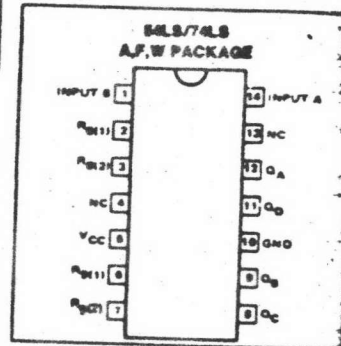 54LS/74LS
A,F,W PACKAGE
INPUT B 1
14 INPUT A
R0(1) 2
13 NC
R0(2) 3
12 QA
NC 4
11 QD
VCC 5
10 GND
R9(1) 6
9 QB
R9(2) 7
8 QC